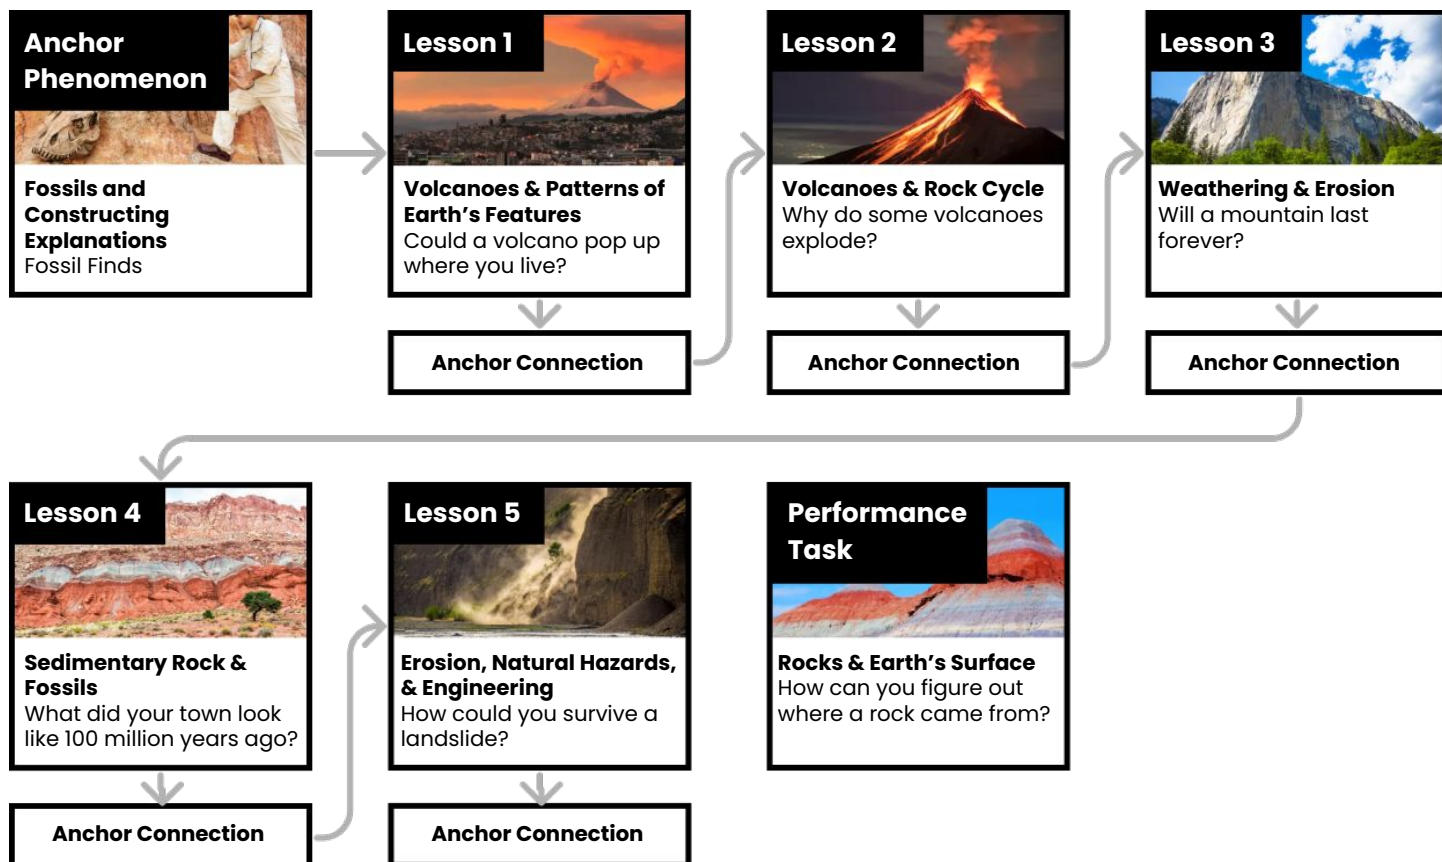 Anchor
Phenomenon
Fossils and
Constructing
Explanations
Fossil Finds
Lesson 1
Volcanoes & Patterns of
Earth’s Features
Could a volcano pop up
where you live?
Anchor Connection
Lesson 2
Volcanoes & Rock Cycle
Why do some volcanoes
explode?
Anchor Connection
Lesson 3
Weathering & Erosion
Will a mountain last
forever?
Anchor Connection
Lesson 4
Sedimentary Rock &
Fossils
What did your town look
like 100 million years ago?
Anchor Connection
Lesson 5
Erosion, Natural Hazards,
& Engineering
How could you survive a
landslide?
Anchor Connection
Performance
Task
Rocks & Earth’s Surface
How can you figure out
where a rock came from?